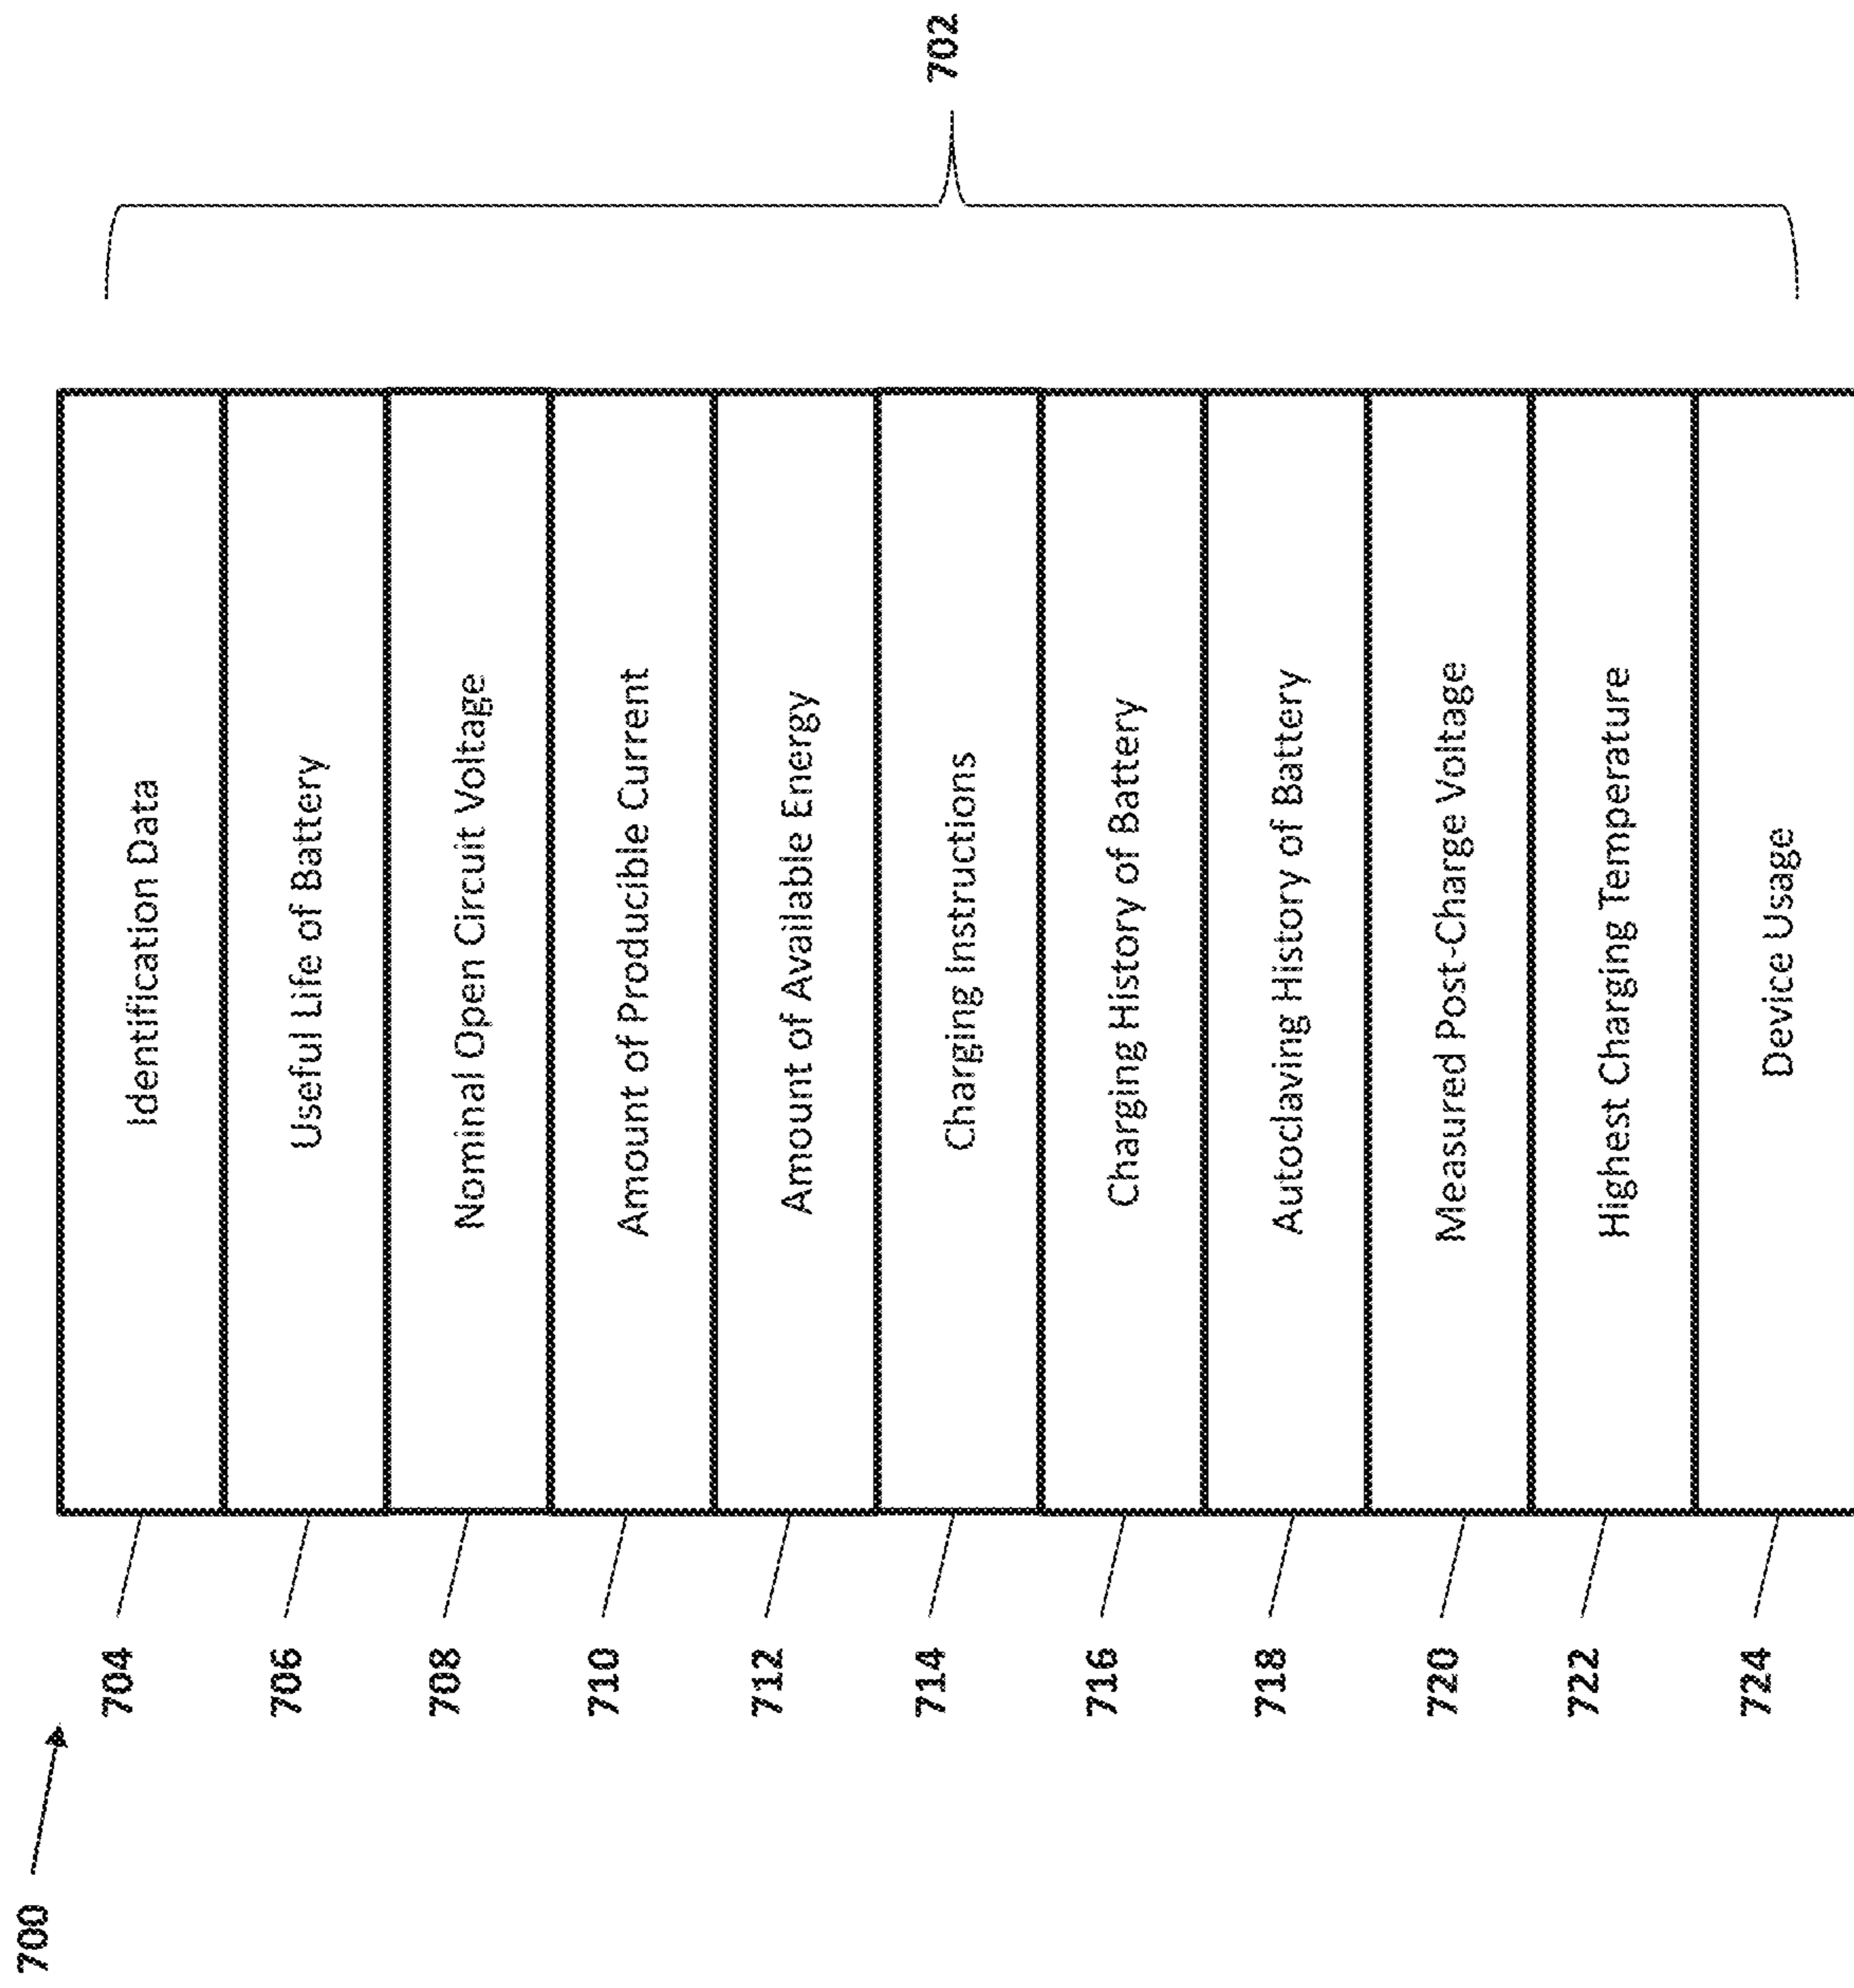 700
702
704 Identification Data
706 Useful Life of Battery
708 Nominal Open Circuit Voltage
710 Amount of Producible Current
712 Amount of Available Energy
714 Charging Instructions
716 Charging History of Battery
718 Autoclaving History of Battery
720 Measured Post-Charge Voltage
722 Highest Charging Temperature
724 Device Usage